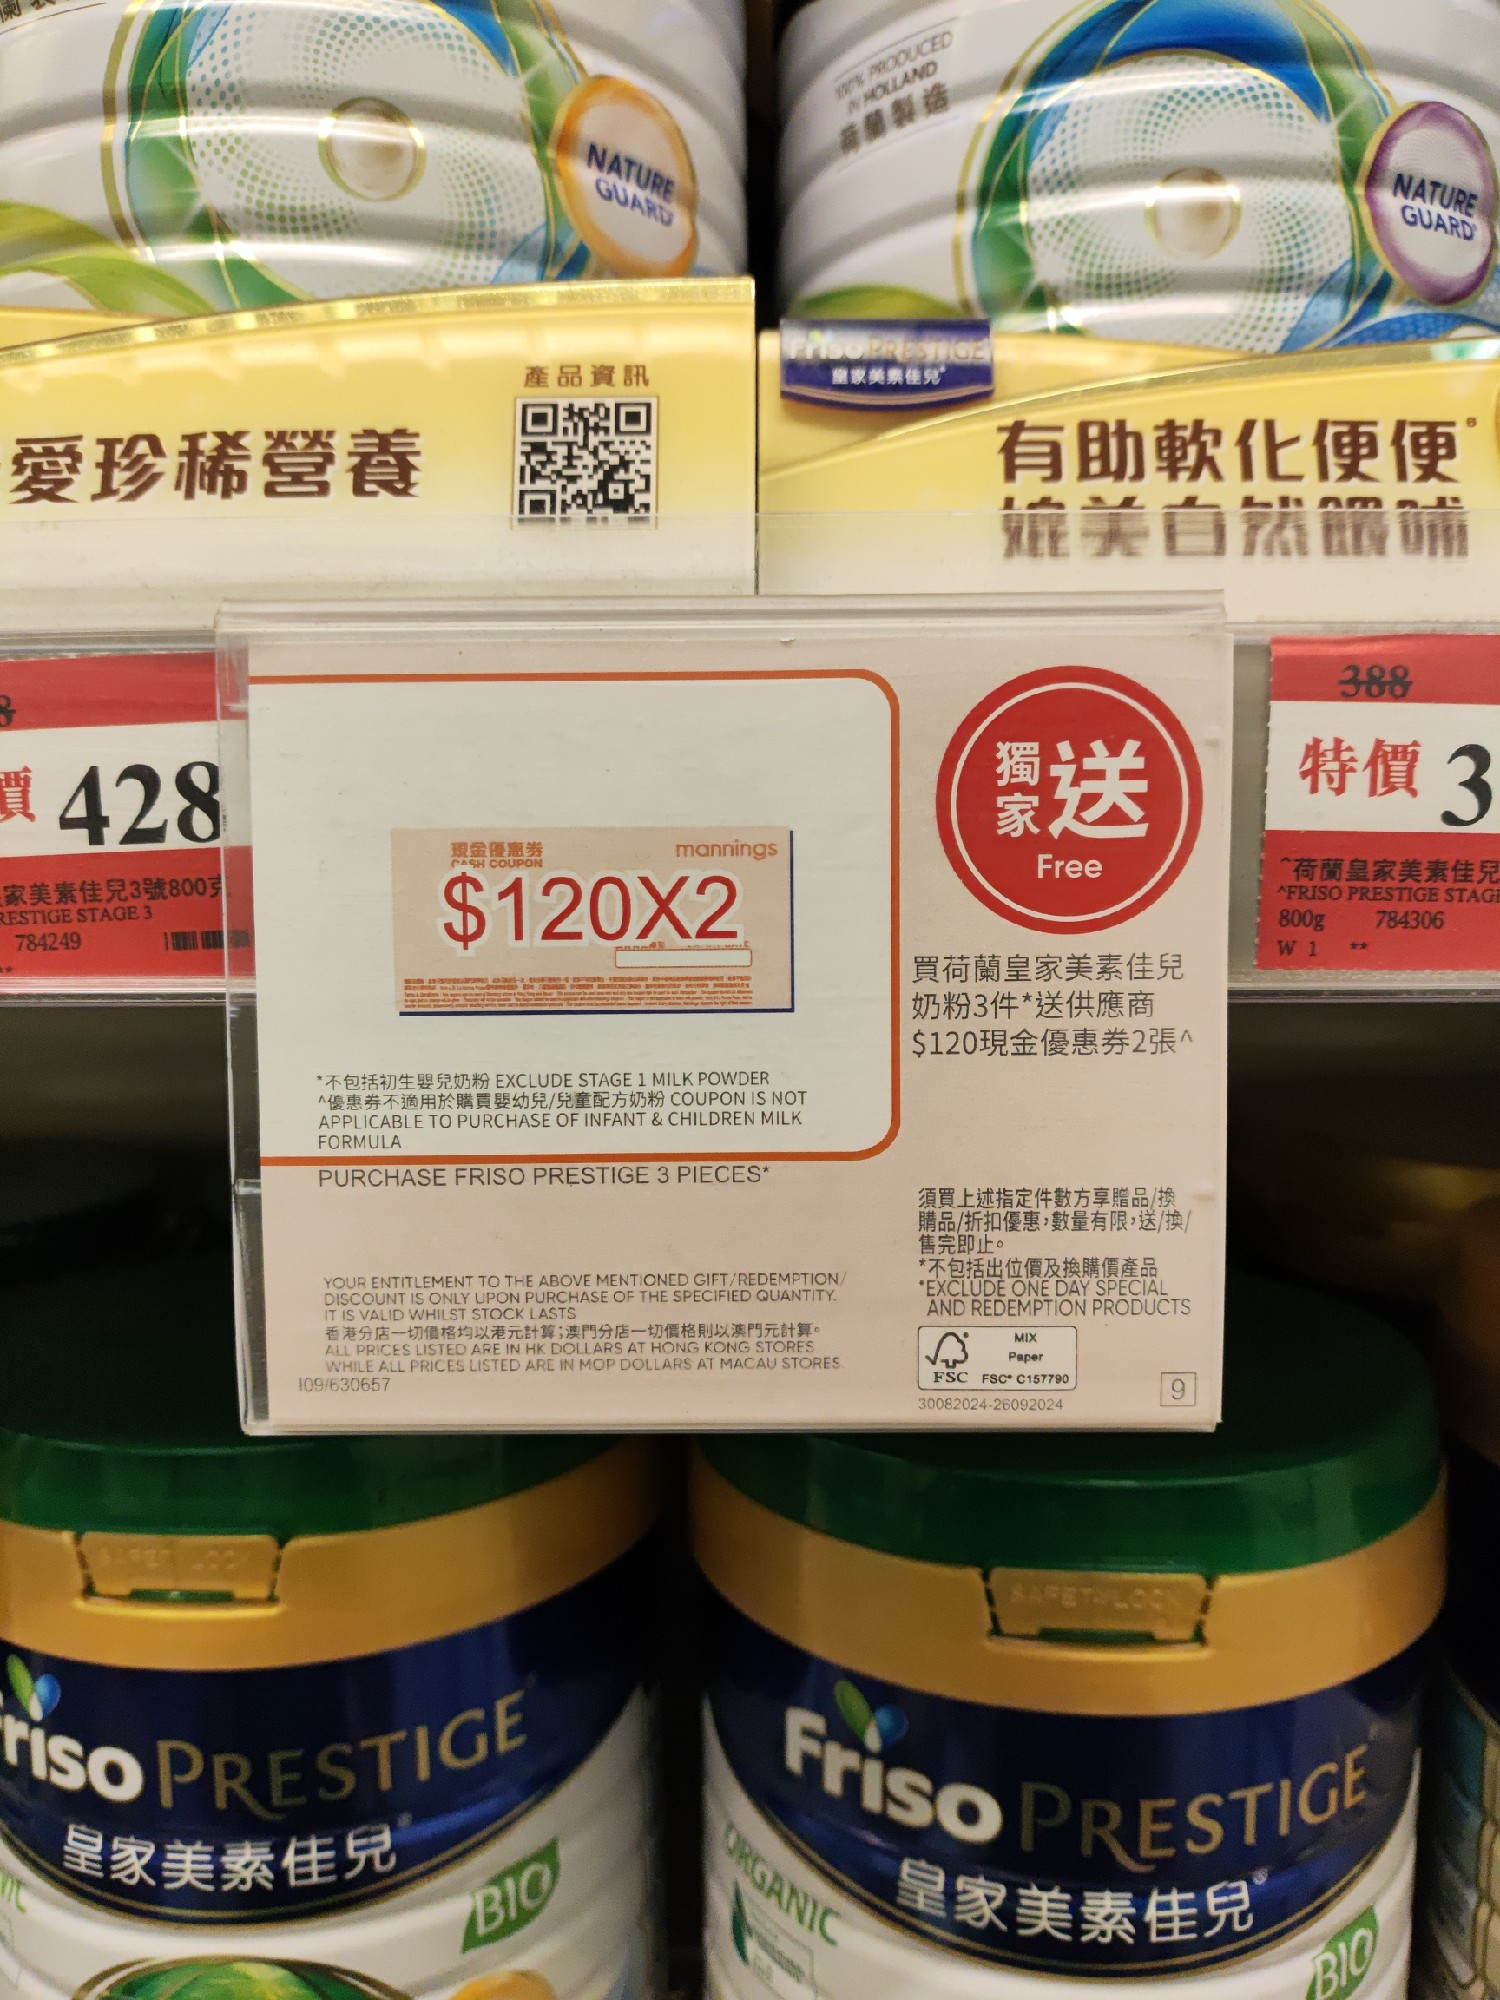 100% PRODUCED
IN HOLLAND
荷蘭製造
NATURE
GUARD
NATURE
GUARD
產品資訊
愛珍稀營養
Friso PRESTIGE
皇家美素佳兒
有助軟化便便
428
家美素佳兒3號800克
RESTIGE STAGE 3
784249
388
特價 3
^荷蘭皇家美素佳兒
^FRISO PRESTIGE STAGE
800g 784306
W 1 **
現金優惠券
CASH COUPON
mannings
$120X2
獨家送
Free
買荷蘭皇家美素佳兒
奶粉3件*送供應商
$120現金優惠券2張^
*不包括初生嬰兒奶粉 EXCLUDE STAGE 1 MILK POWDER
^優惠券不適用於購買嬰幼兒/兒童配方奶粉 COUPON IS NOT
APPLICABLE TO PURCHASE OF INFANT & CHILDREN MILK
FORMULA
PURCHASE FRISO PRESTIGE 3 PIECES*
須買上述指定件數方享贈品/換
購品/折扣優惠,數量有限,送/換/
售完即止。
*不包括出位價及換購價產品
*EXCLUDE ONE DAY SPECIAL
AND REDEMPTION PRODUCTS
YOUR ENTITLEMENT TO THE ABOVE MENTIONED GIFT/REDEMPTION/
DISCOUNT IS ONLY UPON PURCHASE OF THE SPECIFIED QUANTITY.
IT IS VALID WHILST STOCK LASTS
香港分店一切價格均以港元計算;澳門分店一切價格則以澳門元計算。
ALL PRICES LISTED ARE IN HK DOLLARS AT HONG KONG STORES
WHILE ALL PRICES LISTED ARE IN MOP DOLLARS AT MACAU STORES.
I09/630657
FSC
MIX
Paper
FSC® C157790
30082024-26092024
9
SAFETY LOCK
SAFETY LOCK
Friso PRESTIGE
皇家美素佳兒
BIO
Friso PRESTIGE
皇家美素佳兒
ORGANIC
BIO